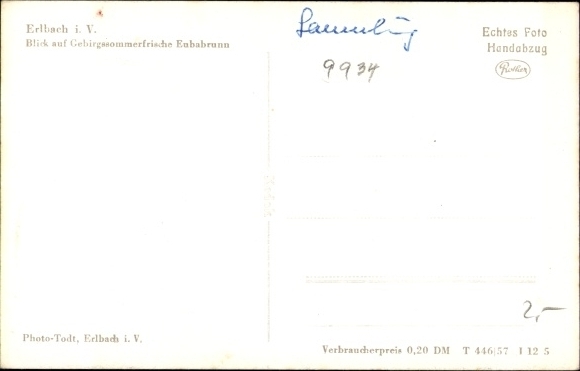 Erlbach i. V.
Blick auf Gebirgssommerfrische Eubabrunn
Sammlung
9934
Echtes Foto
Handabzug
Photo-Todt, Erlbach i. V.
2,-
Verbraucherpreis 0,20 DM T 446/57 I 12 5